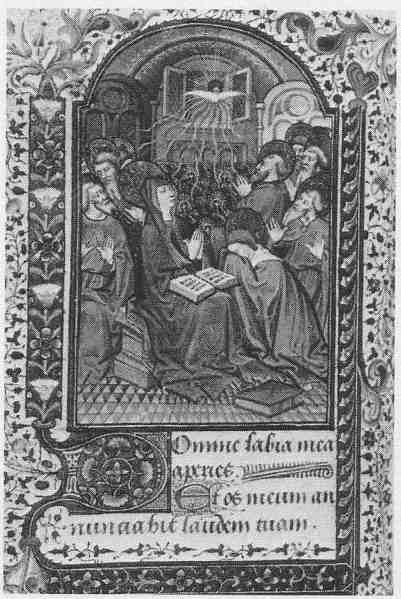 Domine labia mea
aperies.
Et os meum an
nunciabit laudem tuam.